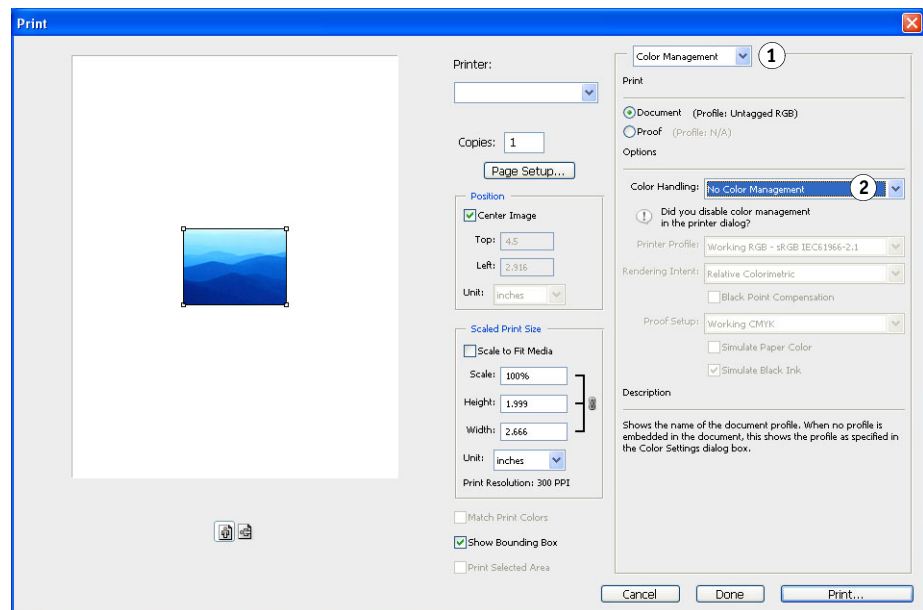 Print
Printer:
Copies: 1
Page Setup...
Position
Center Image
Top: 4.5
Left: 2.916
Unit: inches
Scaled Print Size
Scale to Fit Media
Scale: 100%
Height: 1.999
Width: 2.666
Unit: inches
Print Resolution: 300 PPI
Match Print Colors
Show Bounding Box
Print Selected Area
Color Management 1
Print
Document (Profile: Untagged RGB)
Proof (Profile: N/A)
Options
Color Handling: No Color Management 2
Did you disable color management
in the printer dialog?
Printer Profile: Working RGB - sRGB IEC61966-2.1
Rendering Intent: Relative Colorimetric
Black Point Compensation
Proof Setup: Working CMYK
Simulate Paper Color
Simulate Black Ink
Description
Shows the name of the document profile. When no profile is
embedded in the document, this shows the profile as specified in
the Color Settings dialog box.
Cancel Done Print...